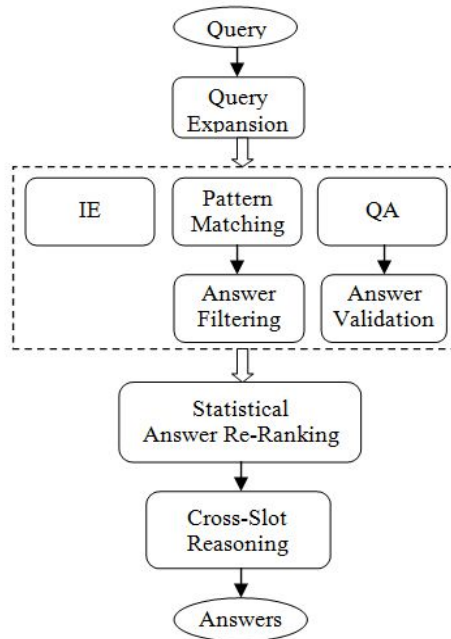 Query
Query
Expansion
IE
Pattern
Matching
QA
Answer
Filtering
Answer
Validation
Statistical
Answer Re-Ranking
Cross-Slot
Reasoning
Answers